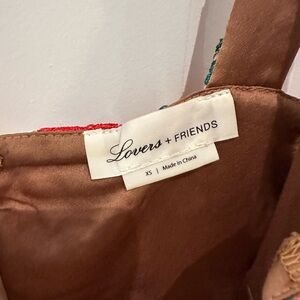 Lovers + FRIENDS
XS | Made In China